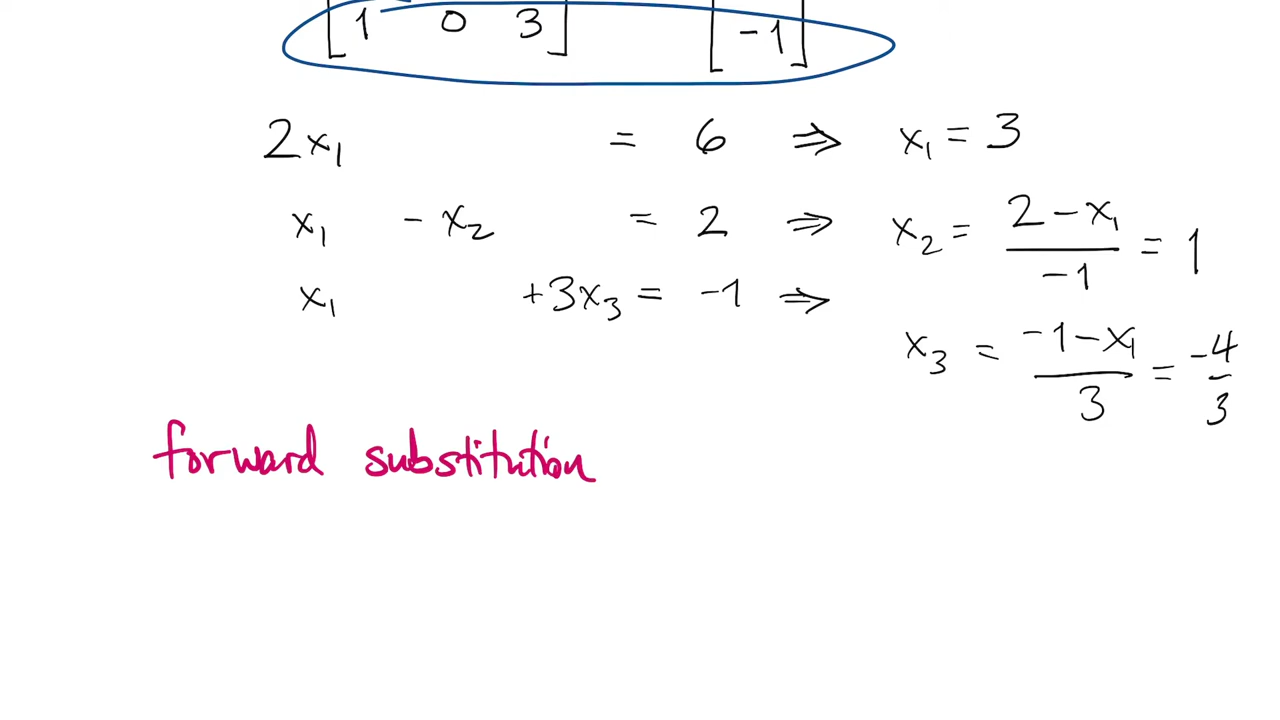 [1 0 3] [-1]
2x₁ = 6 ⇒ x₁ = 3
x₁ - x₂ = 2 ⇒ x₂ = (2 - x₁)/-1 = 1
x₁ +3x₃ = -1 ⇒
x₃ = (-1 - x₁)/3 = -4/3
forward substitution